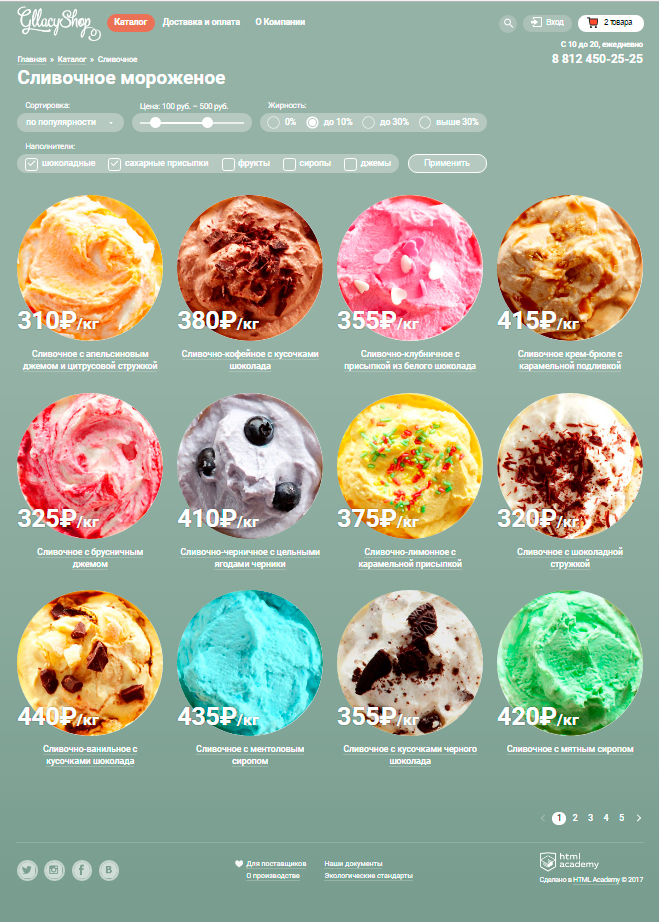 Gllacy Shop
Каталог
Доставка и оплата
О Компании
Вход
2 товара
С 10 до 20, ежедневно
8 812 450-25-25
Главная » Каталог » Сливочное
Сливочное мороженое
Сортировка:
Цена: 100 руб. – 500 руб.
Жирность:
по популярности
0%
до 10%
до 30%
выше 30%
Наполнители:
шоколадные
сахарные присыпки
фрукты
сиропы
джемы
Применить
310₽/кг
380₽/кг
355₽/кг
415₽/кг
Сливочное с апельсиновым
джемом и цитрусовой стружкой
Сливочно-кофейное с кусочками
шоколада
Сливочно-клубничное с
присыпкой из белого шоколада
Сливочное крем-брюле с
карамельной подливкой
325₽/кг
410₽/кг
375₽/кг
320₽/кг
Сливочное с брусничным
джемом
Сливочно-черничное с цельными
ягодами черники
Сливочно-лимонное с
карамельной присыпкой
Сливочное с шоколадной
стружкой
440₽/кг
435₽/кг
355₽/кг
420₽/кг
Сливочно-ванильное с
кусочками шоколада
Сливочное с ментоловым
сиропом
Сливочное с кусочками черного
шоколада
Сливочное с мятным сиропом
1 2 3 4 5
Для поставщиков
О производстве
Наши документы
Экологические стандарты
html
academy
Сделано в HTML Academy © 2017